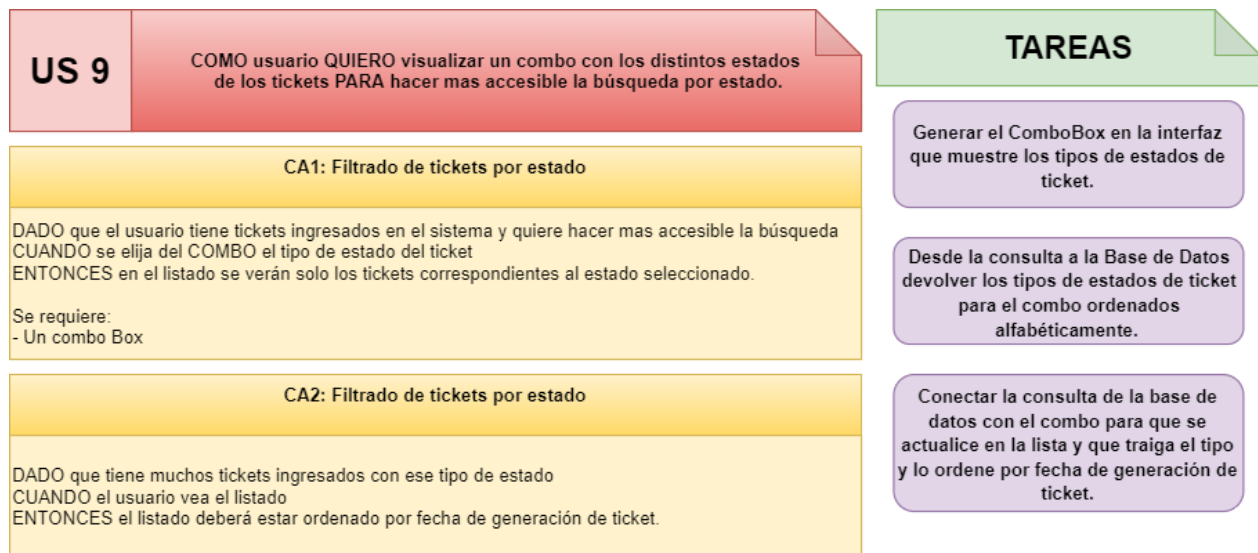 US 9
COMO usuario QUIERO visualizar un combo con los distintos estados
de los tickets PARA hacer mas accesible la búsqueda por estado.
CA1: Filtrado de tickets por estado
DADO que el usuario tiene tickets ingresados en el sistema y quiere hacer mas accesible la búsqueda
CUANDO se elija del COMBO el tipo de estado del ticket
ENTONCES en el listado se verán solo los tickets correspondientes al estado seleccionado.
Se requiere:
- Un combo Box
CA2: Filtrado de tickets por estado
DADO que tiene muchos tickets ingresados con ese tipo de estado
CUANDO el usuario vea el listado
ENTONCES el listado deberá estar ordenado por fecha de generación de ticket.
TAREAS
Generar el ComboBox en la interfaz
que muestre los tipos de estados de
ticket.
Desde la consulta a la Base de Datos
devolver los tipos de estados de ticket
para el combo ordenados
alfabéticamente.
Conectar la consulta de la base de
datos con el combo para que se
actualice en la lista y que traiga el tipo
y lo ordene por fecha de generación de
ticket.